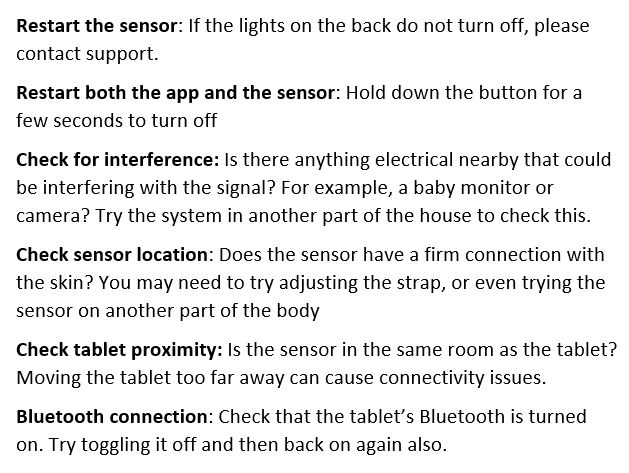 Restart the sensor: If the lights on the back do not turn off, please
contact support.
Restart both the app and the sensor: Hold down the button for a
few seconds to turn off
Check for interference: Is there anything electrical nearby that could
be interfering with the signal? For example, a baby monitor or
camera? Try the system in another part of the house to check this.
Check sensor location: Does the sensor have a firm connection with
the skin? You may need to try adjusting the strap, or even trying the
sensor on another part of the body
Check tablet proximity: Is the sensor in the same room as the tablet?
Moving the tablet too far away can cause connectivity issues.
Bluetooth connection: Check that the tablet’s Bluetooth is turned
on. Try toggling it off and then back on again also.